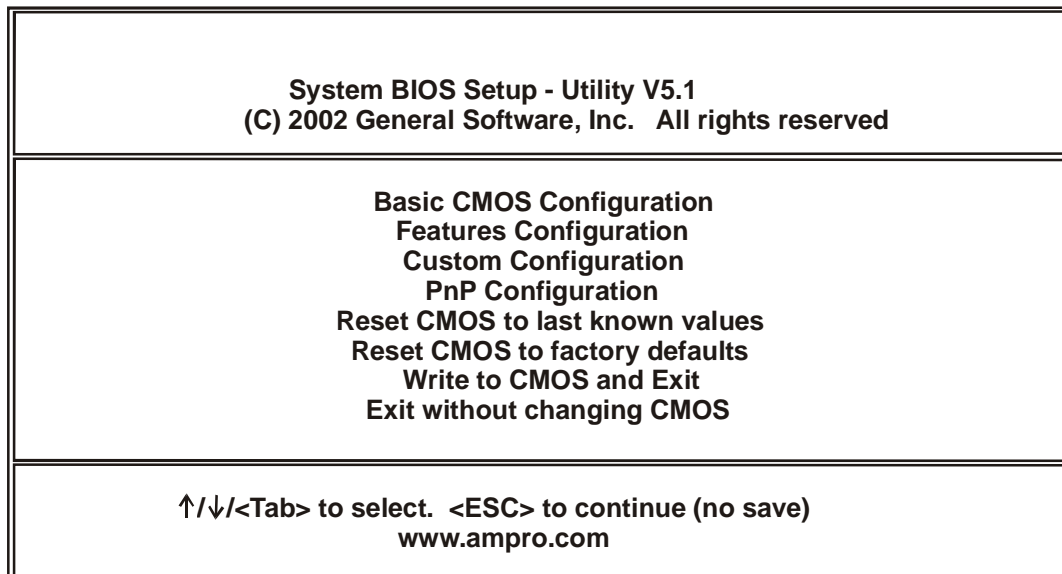 System BIOS Setup - Utility V5.1
(C) 2002 General Software, Inc. All rights reserved
Basic CMOS Configuration
Features Configuration
Custom Configuration
PnP Configuration
Reset CMOS to last known values
Reset CMOS to factory defaults
Write to CMOS and Exit
Exit without changing CMOS
↑/↓/<Tab> to select. <ESC> to continue (no save)
www.ampro.com